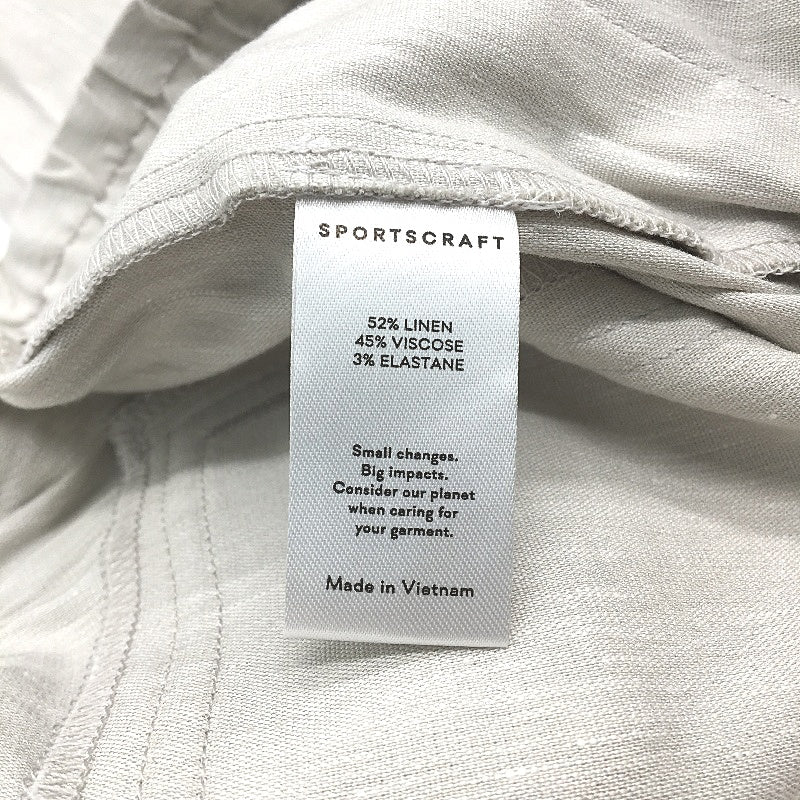 SPORTSCRAFT
52% LINEN
45% VISCOSE
3% ELASTANE
Small changes.
Big impacts.
Consider our planet
when caring for
your garment.
Made in Vietnam